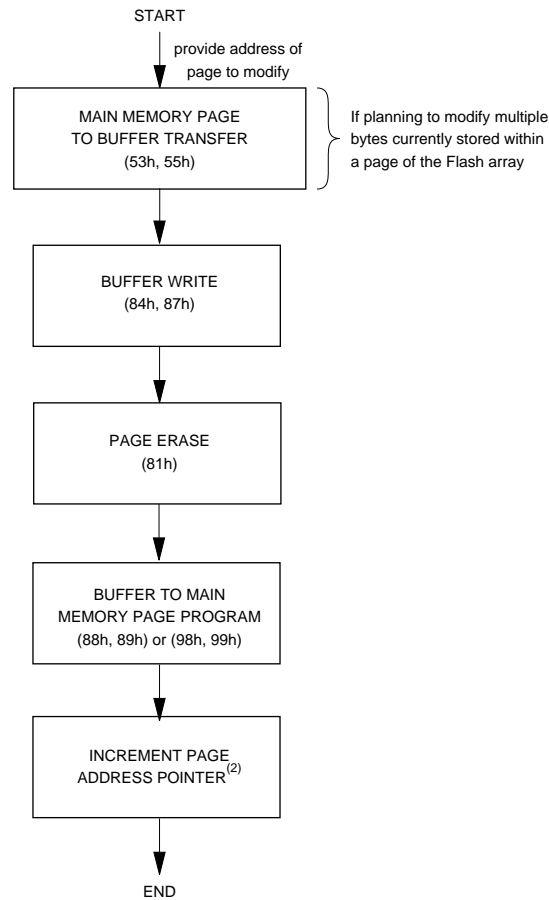 START
provide address of
page to modify
MAIN MEMORY PAGE
TO BUFFER TRANSFER
(53h, 55h)
If planning to modify multiple
bytes currently stored within
a page of the Flash array
BUFFER WRITE
(84h, 87h)
PAGE ERASE
(81h)
BUFFER TO MAIN
MEMORY PAGE PROGRAM
(88h, 89h) or (98h, 99h)
INCREMENT PAGE
ADDRESS POINTER(2)
END